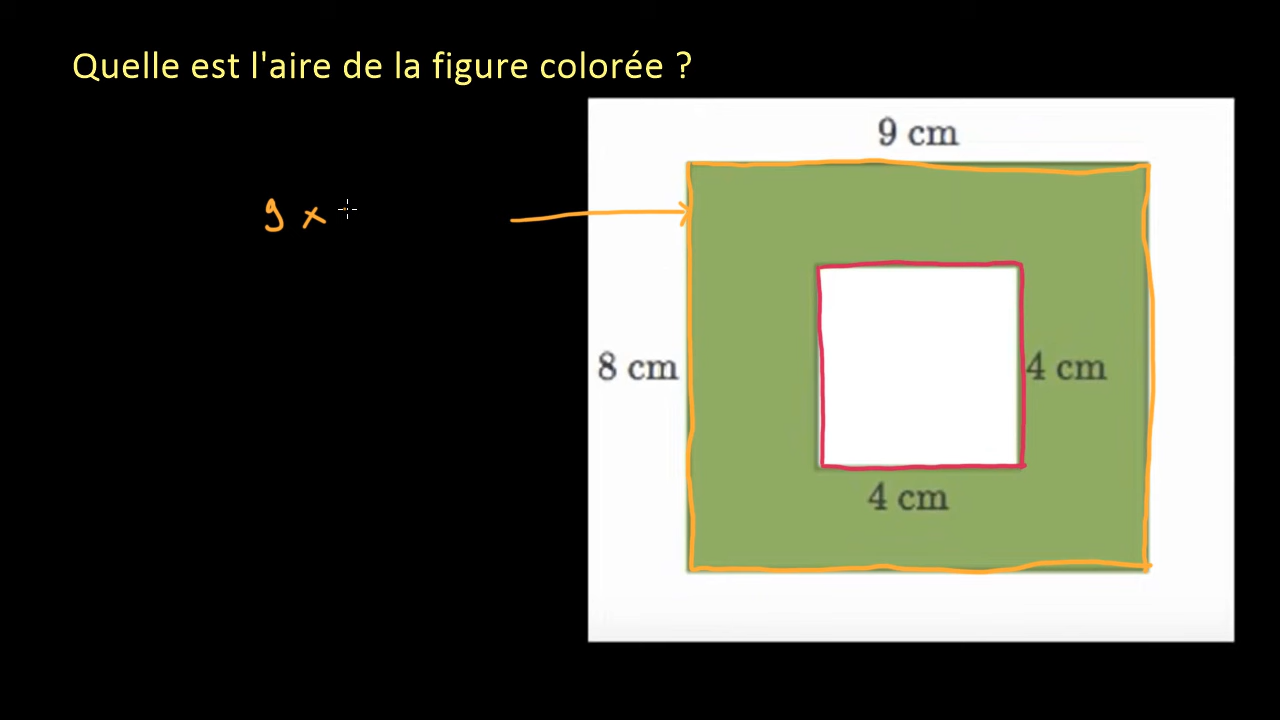 Quelle est l'aire de la figure colorée ?
9 cm
9 ×
8 cm
4 cm
4 cm